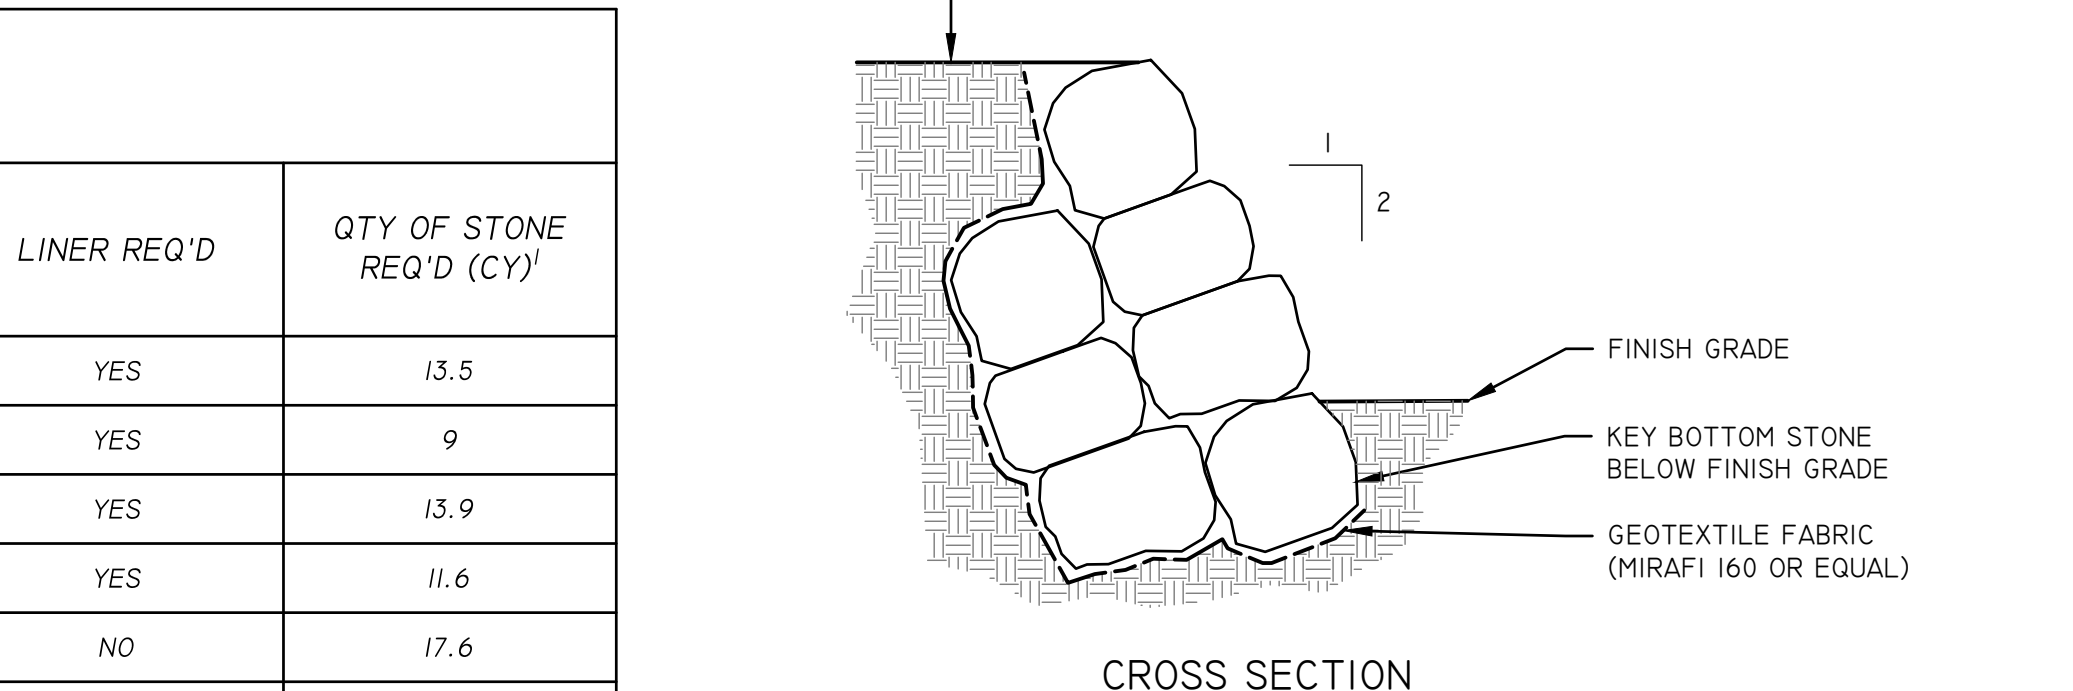 LINER REQ'D
QTY OF STONE
REQ'D (CY)¹
YES
13.5
YES
9
YES
13.9
YES
11.6
NO
17.6
1
2
FINISH GRADE
KEY BOTTOM STONE
BELOW FINISH GRADE
GEOTEXTILE FABRIC
(MIRAFI 160 OR EQUAL)
CROSS SECTION